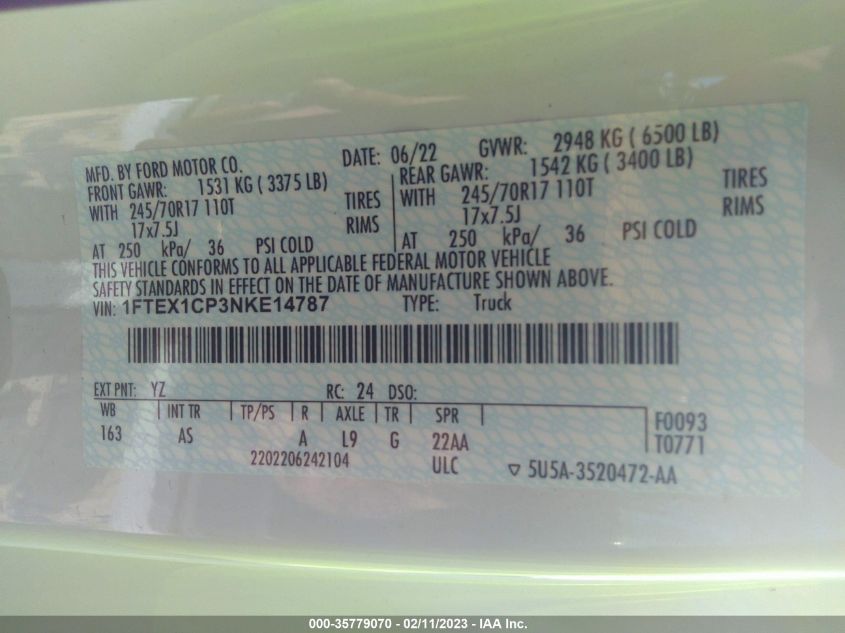 MFD. BY FORD MOTOR CO. DATE: 06/22 GVWR: 2948 KG ( 6500 LB)
FRONT GAWR: 1531 KG ( 3375 LB) REAR GAWR: 1542 KG ( 3400 LB)
WITH 245/70R17 110T TIRES WITH 245/70R17 110T TIRES
17x7.5J RIMS 17x7.5J RIMS
AT 250 kPa/ 36 PSI COLD AT 250 kPa/ 36 PSI COLD
THIS VEHICLE CONFORMS TO ALL APPLICABLE FEDERAL MOTOR VEHICLE
SAFETY STANDARDS IN EFFECT ON THE DATE OF MANUFACTURE SHOWN ABOVE.
VIN: 1FTEX1CP3NKE14787 TYPE: Truck
EXT PNT: YZ RC: 24 DSO:
WB INT TR TP/PS R AXLE TR SPR F0093
163 AS A L9 G 22AA T0771
2202206242104 ULC ▽ 5U5A-3520472-AA
000-35779070 - 02/11/2023 - IAA Inc.